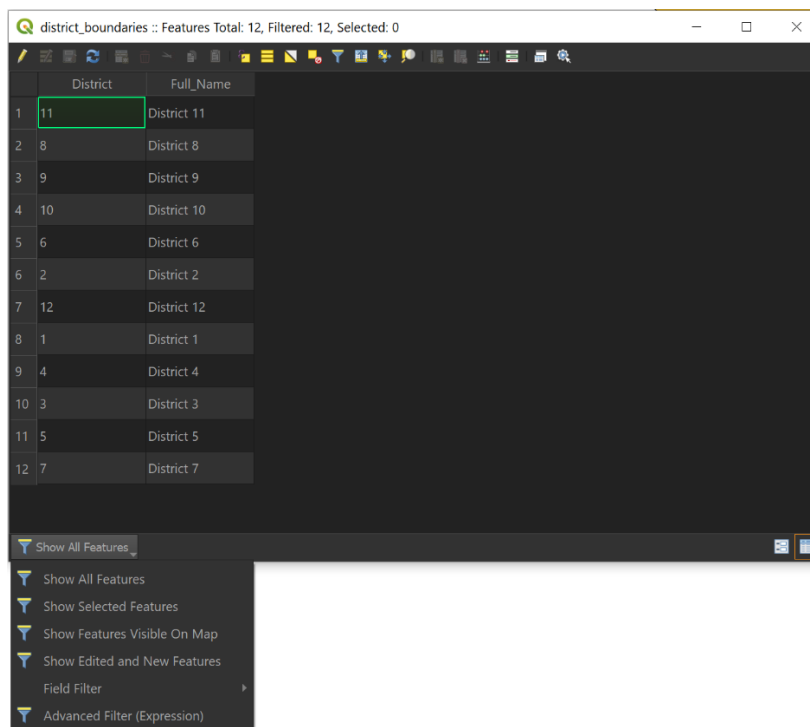 district_boundaries :: Features Total: 12, Filtered: 12, Selected: 0
District Full_Name
1 11 District 11
2 8 District 8
3 9 District 9
4 10 District 10
5 6 District 6
6 2 District 2
7 12 District 12
8 1 District 1
9 4 District 4
10 3 District 3
11 5 District 5
12 7 District 7
Show All Features
Show All Features
Show Selected Features
Show Features Visible On Map
Show Edited and New Features
Field Filter
Advanced Filter (Expression)